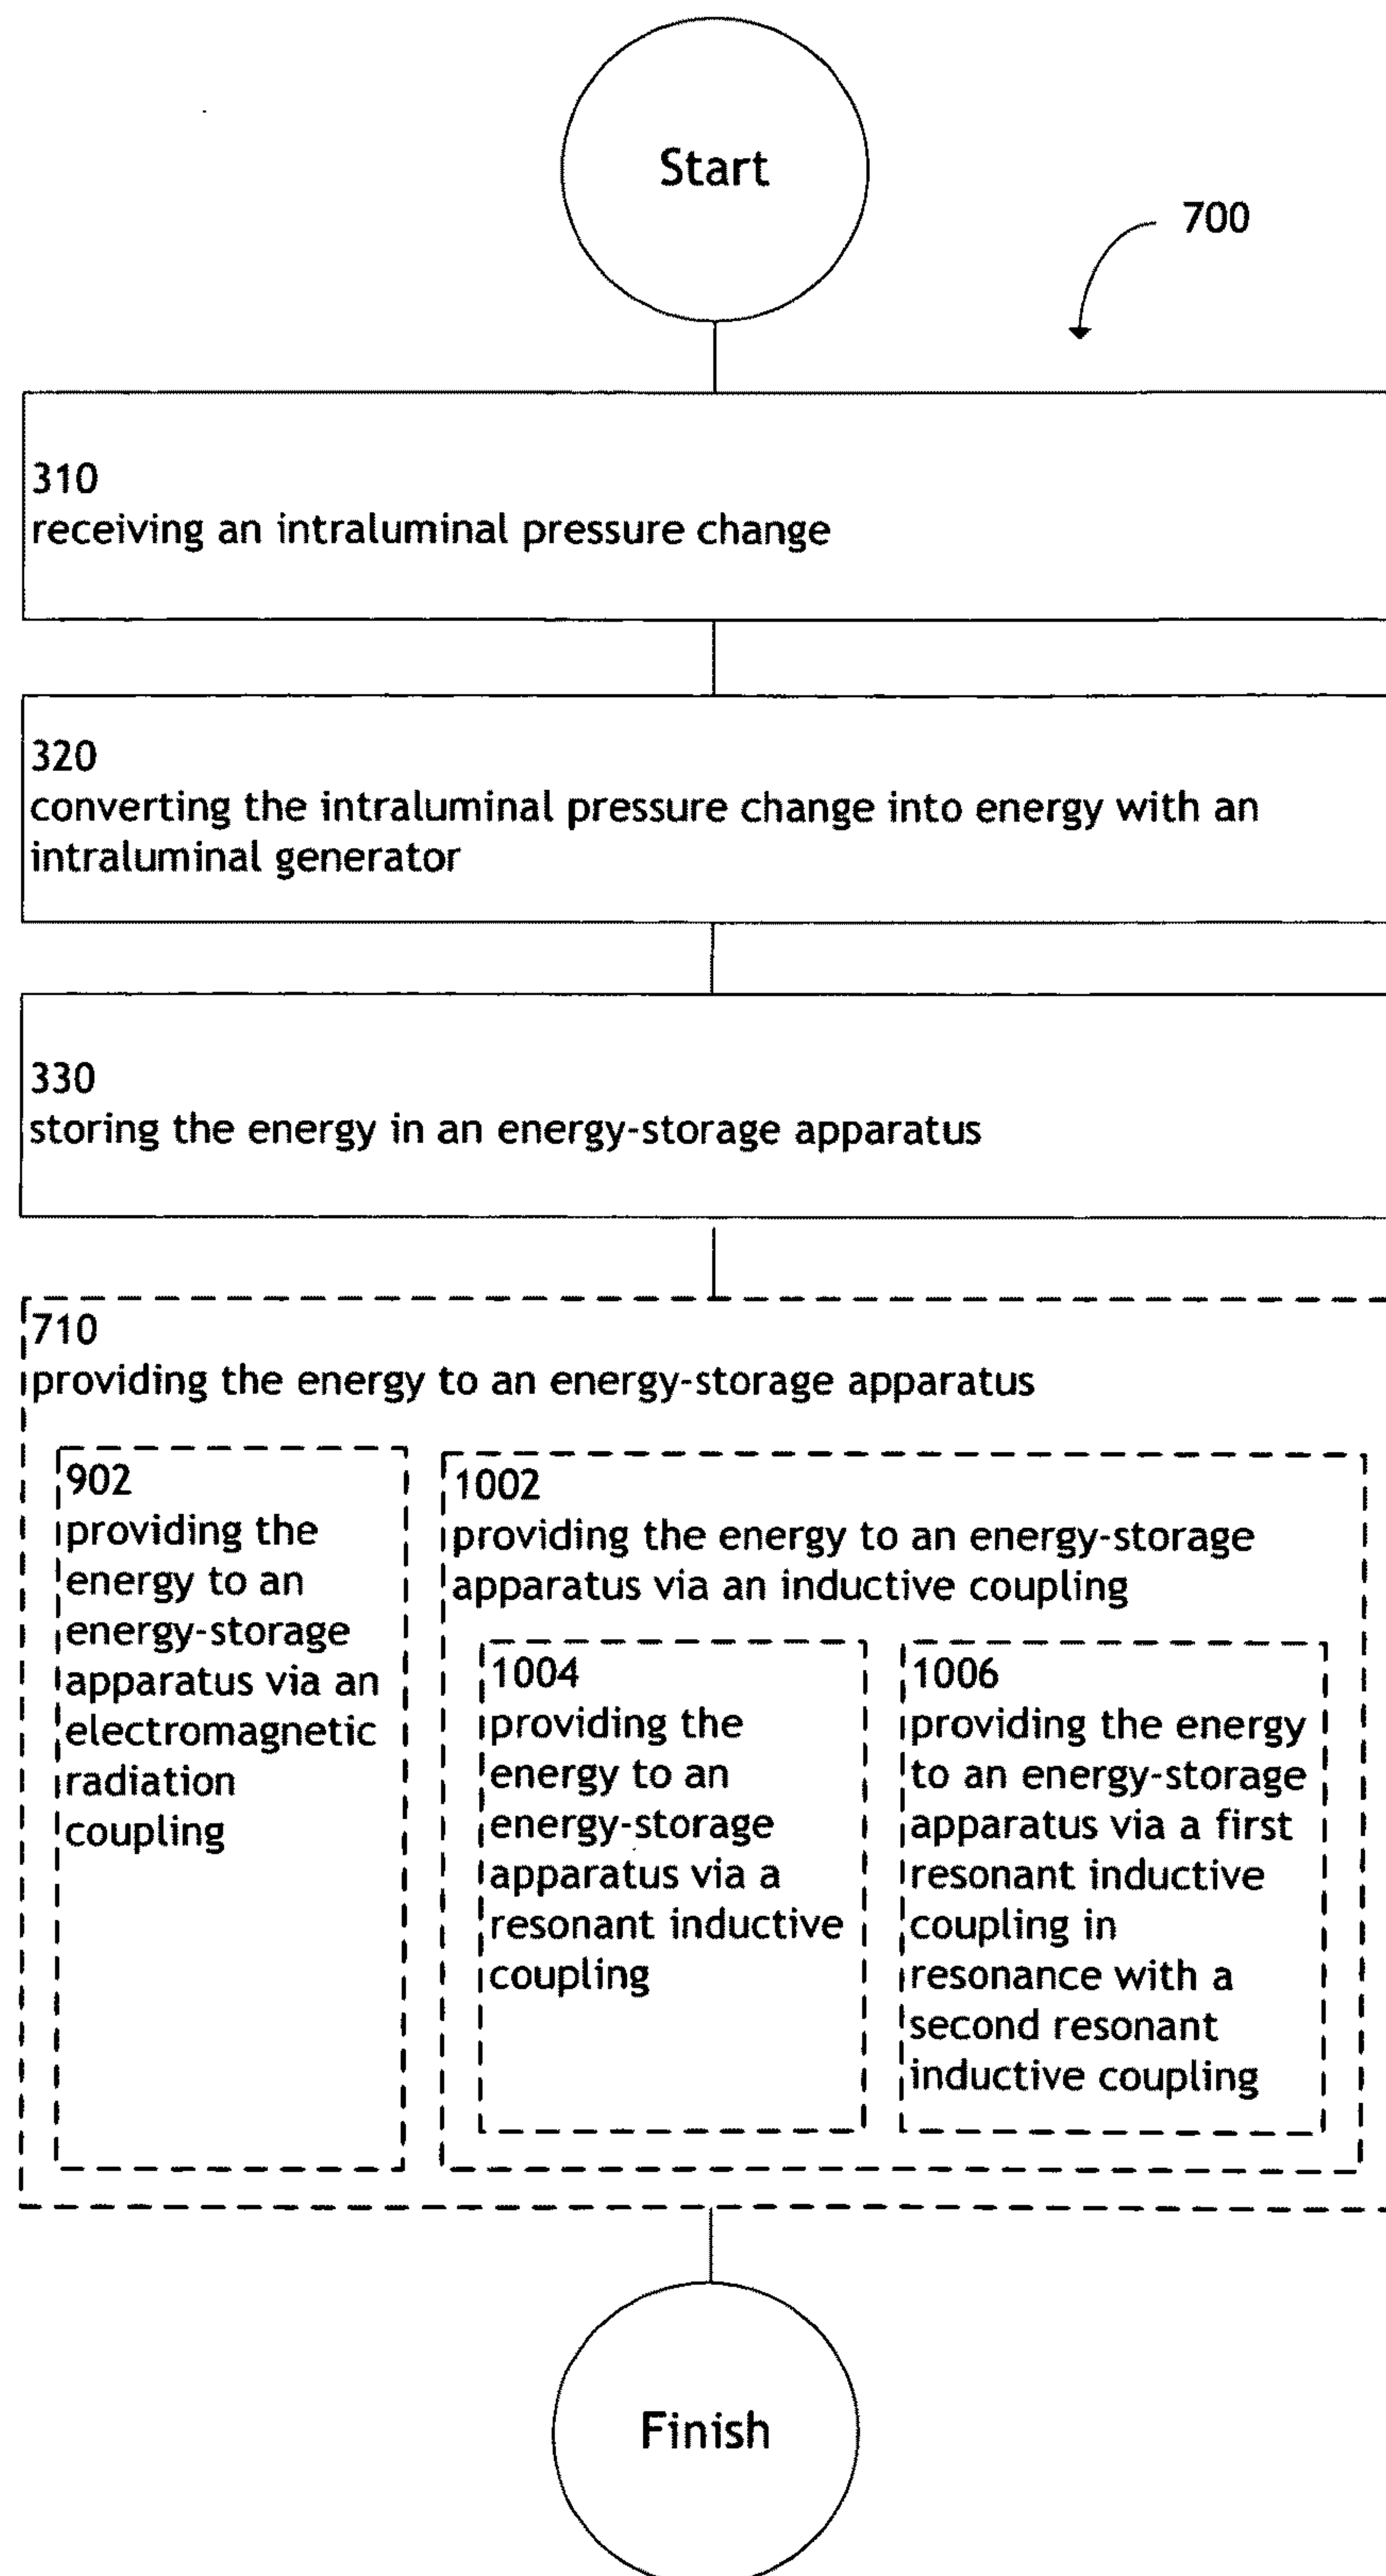 Start
700
310
receiving an intraluminal pressure change
320
converting the intraluminal pressure change into energy with an
intraluminal generator
330
storing the energy in an energy-storage apparatus
710
providing the energy to an energy-storage apparatus
902
providing the
energy to an
energy-storage
apparatus via an
electromagnetic
radiation
coupling
1002
providing the energy to an energy-storage
apparatus via an inductive coupling
1004
providing the
energy to an
energy-storage
apparatus via a
resonant inductive
coupling
1006
providing the energy
to an energy-storage
apparatus via a first
resonant inductive
coupling in
resonance with a
second resonant
inductive coupling
Finish